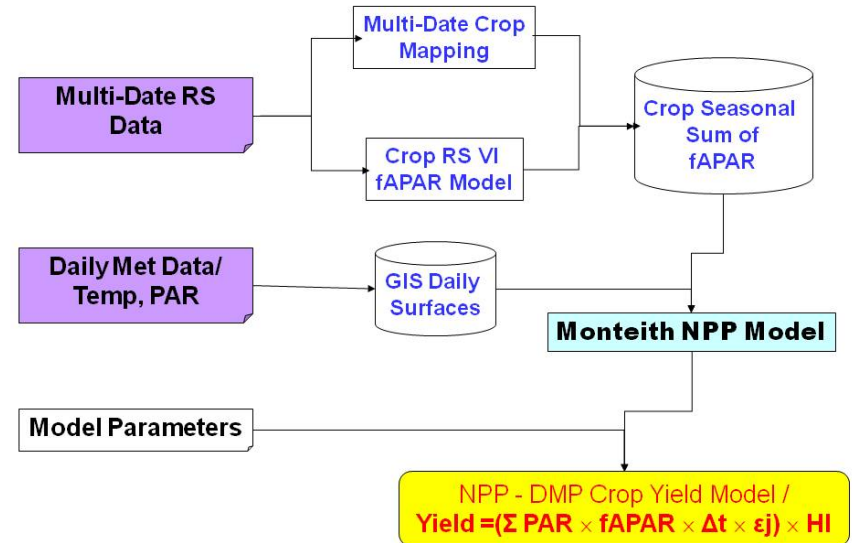 Multi-Date Crop
Mapping
Multi-Date RS
Data
Crop Seasonal
Sum of
fAPAR
Crop RS VI
fAPAR Model
Daily Met Data/
Temp, PAR
GIS Daily
Surfaces
Monteith NPP Model
Model Parameters
NPP - DMP Crop Yield Model /
Yield =(Σ PAR × fAPAR × Δt × εj) × HI